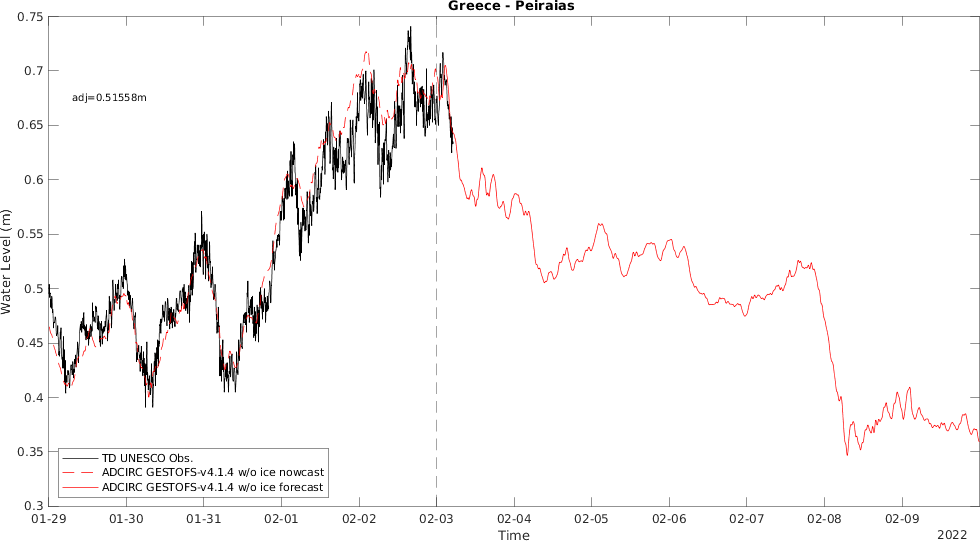 Greece - Peiraias
0.75
0.7
0.65
0.6
0.55
0.5
0.45
0.4
0.35
0.3
Water Level (m)
adj=0.51558m
TD UNESCO Obs.
ADCIRC GESTOFS-v4.1.4 w/o ice nowcast
ADCIRC GESTOFS-v4.1.4 w/o ice forecast
01-29 01-30 01-31 02-01 02-02 02-03 02-04 02-05 02-06 02-07 02-08 02-09
Time
2022